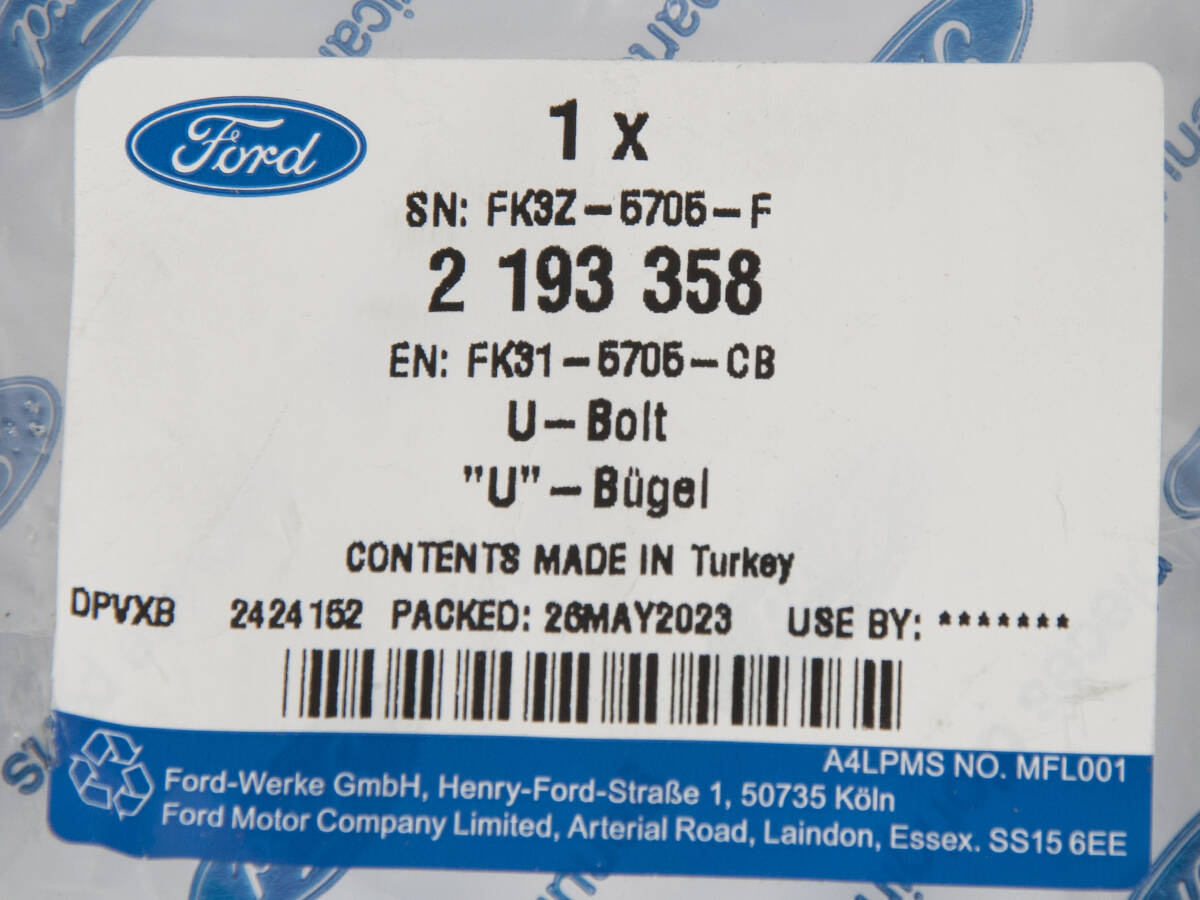 Ford
1 x
SN: FK3Z-5705-F
2 193 358
EN: FK31-5705-CB
U-Bolt
"U"-Bügel
CONTENTS MADE IN Turkey
DPVXB 2424152 PACKED: 26MAY2023 USE BY: *******
A4LPMS NO. MFL001
Ford-Werke GmbH, Henry-Ford-Straße 1, 50735 Köln
Ford Motor Company Limited, Arterial Road, Laindon, Essex. SS15 6EE